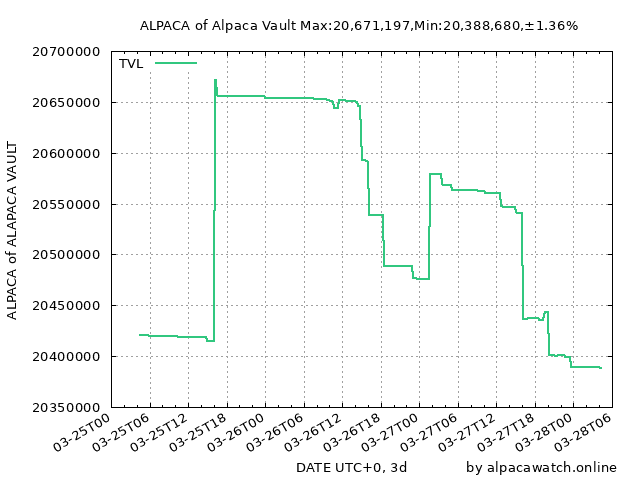 ALPACA of Alpaca Vault Max:20,671,197,Min:20,388,680,±1.36%
TVL
ALPACA of ALAPACA VAULT
20700000
20650000
20600000
20550000
20500000
20450000
20400000
20350000
03-25T00
03-25T06
03-25T12
03-25T18
03-26T00
03-26T06
03-26T12
03-26T18
03-27T00
03-27T06
03-27T12
03-27T18
03-28T00
03-28T06
DATE UTC+0, 3d
by alpacawatch.online